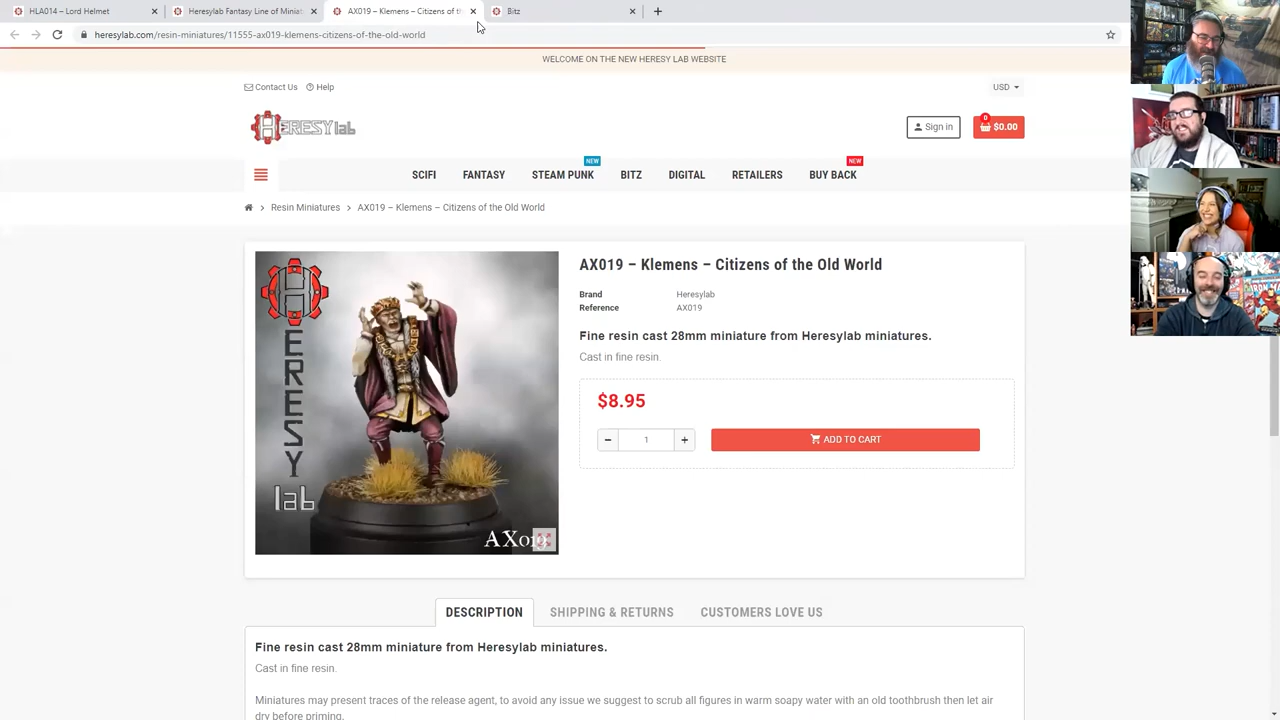 HLA014 – Lord Helmet
Heresylab Fantasy Line of Miniat
AX019 – Klemens – Citizens of th
Bitz
heresylab.com/resin-miniatures/11555-ax019-klemens-citizens-of-the-old-world
WELCOME ON THE NEW HERESY LAB WEBSITE
Contact Us
Help
USD
HERESYlab
Sign in
0
$0.00
NEW
NEW
SCIFI
FANTASY
STEAM PUNK
BITZ
DIGITAL
RETAILERS
BUY BACK
Resin Miniatures
AX019 – Klemens – Citizens of the Old World
HERESY
lab
AX019
AX019 – Klemens – Citizens of the Old World
Brand Heresylab
Reference AX019
Fine resin cast 28mm miniature from Heresylab miniatures.
Cast in fine resin.
$8.95
1
ADD TO CART
DESCRIPTION
SHIPPING & RETURNS
CUSTOMERS LOVE US
Fine resin cast 28mm miniature from Heresylab miniatures.
Cast in fine resin.
Miniatures may present traces of the release agent, to avoid any issue we suggest to scrub all figures in warm soapy water with an old toothbrush then let air
dry before priming.